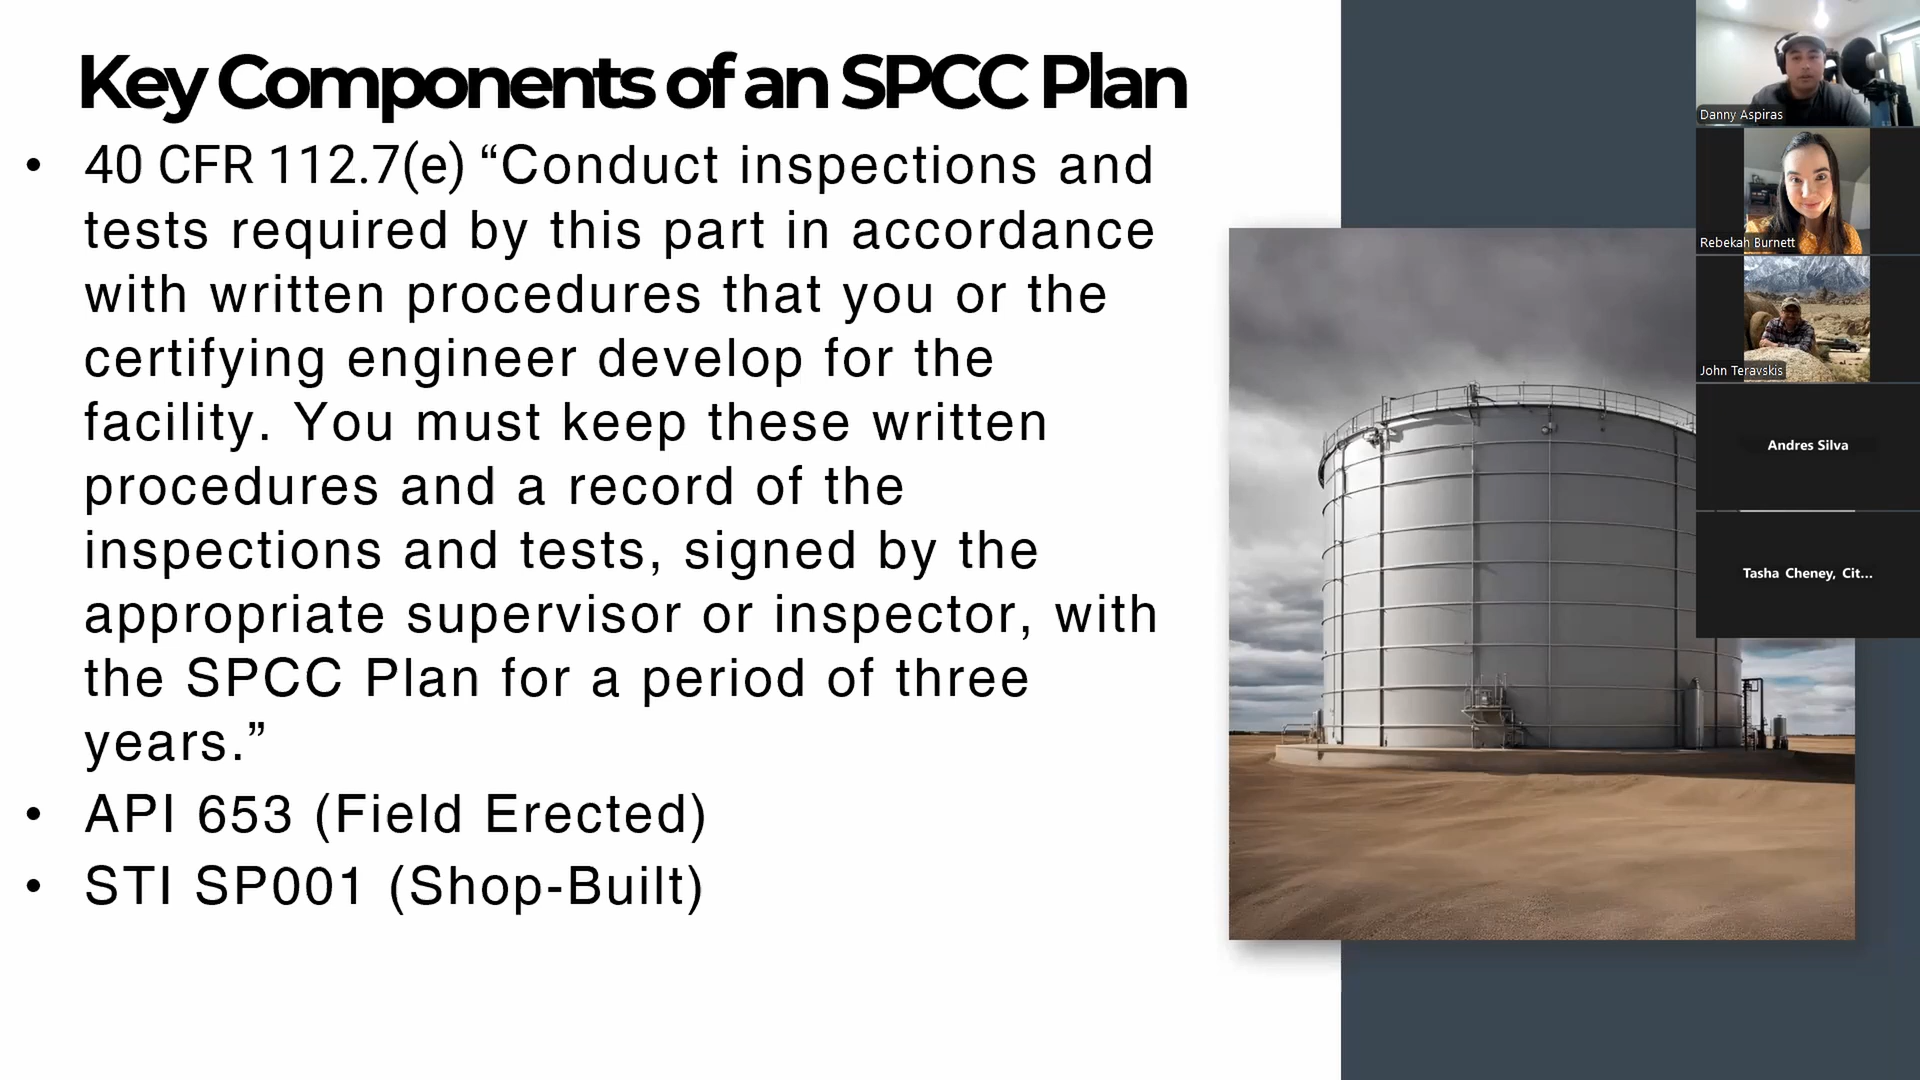 Key Components of an SPCC Plan
• 40 CFR 112.7(e) “Conduct inspections and
tests required by this part in accordance
with written procedures that you or the
certifying engineer develop for the
facility. You must keep these written
procedures and a record of the
inspections and tests, signed by the
appropriate supervisor or inspector, with
the SPCC Plan for a period of three
years.”
• API 653 (Field Erected)
• STI SP001 (Shop-Built)
Danny Aspiras
Rebekah Burnett
John Teravskis
Andres Silva
Tasha Cheney, Cit...